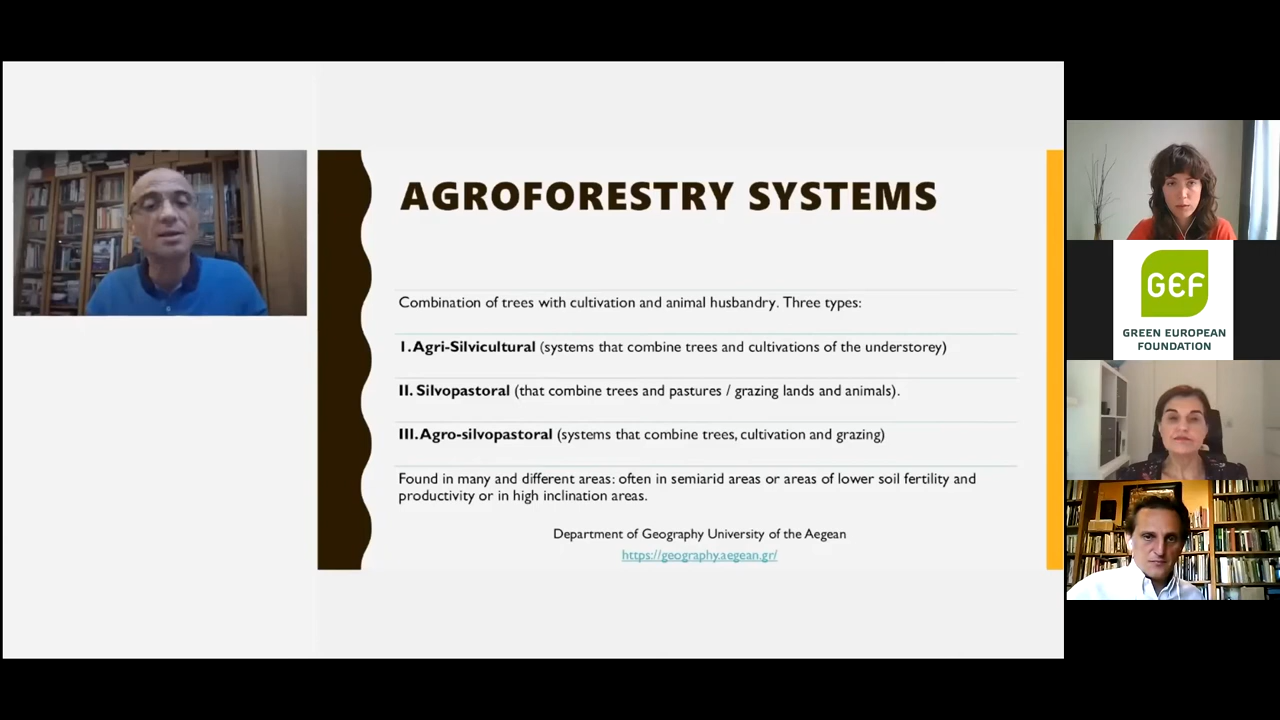 AGROFORESTRY SYSTEMS
Combination of trees with cultivation and animal husbandry. Three types:
I. Agri-Silvicultural (systems that combine trees and cultivations of the understorey)
II. Silvopastoral (that combine trees and pastures / grazing lands and animals).
III. Agro-silvopastoral (systems that combine trees, cultivation and grazing)
Found in many and different areas: often in semiarid areas or areas of lower soil fertility and
productivity or in high inclination areas.
Department of Geography University of the Aegean
https://geography.aegean.gr/
GEF
GREEN EUROPEAN
FOUNDATION